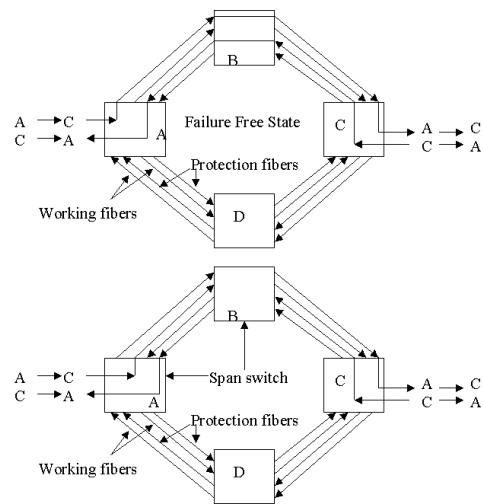 B
A → C
C → A
A
Failure Free State
C
A → C
C → A
Protection fibers
Working fibers
D
B
A → C
C → A
A
Span switch
C
A → C
C → A
Protection fibers
Working fibers
D